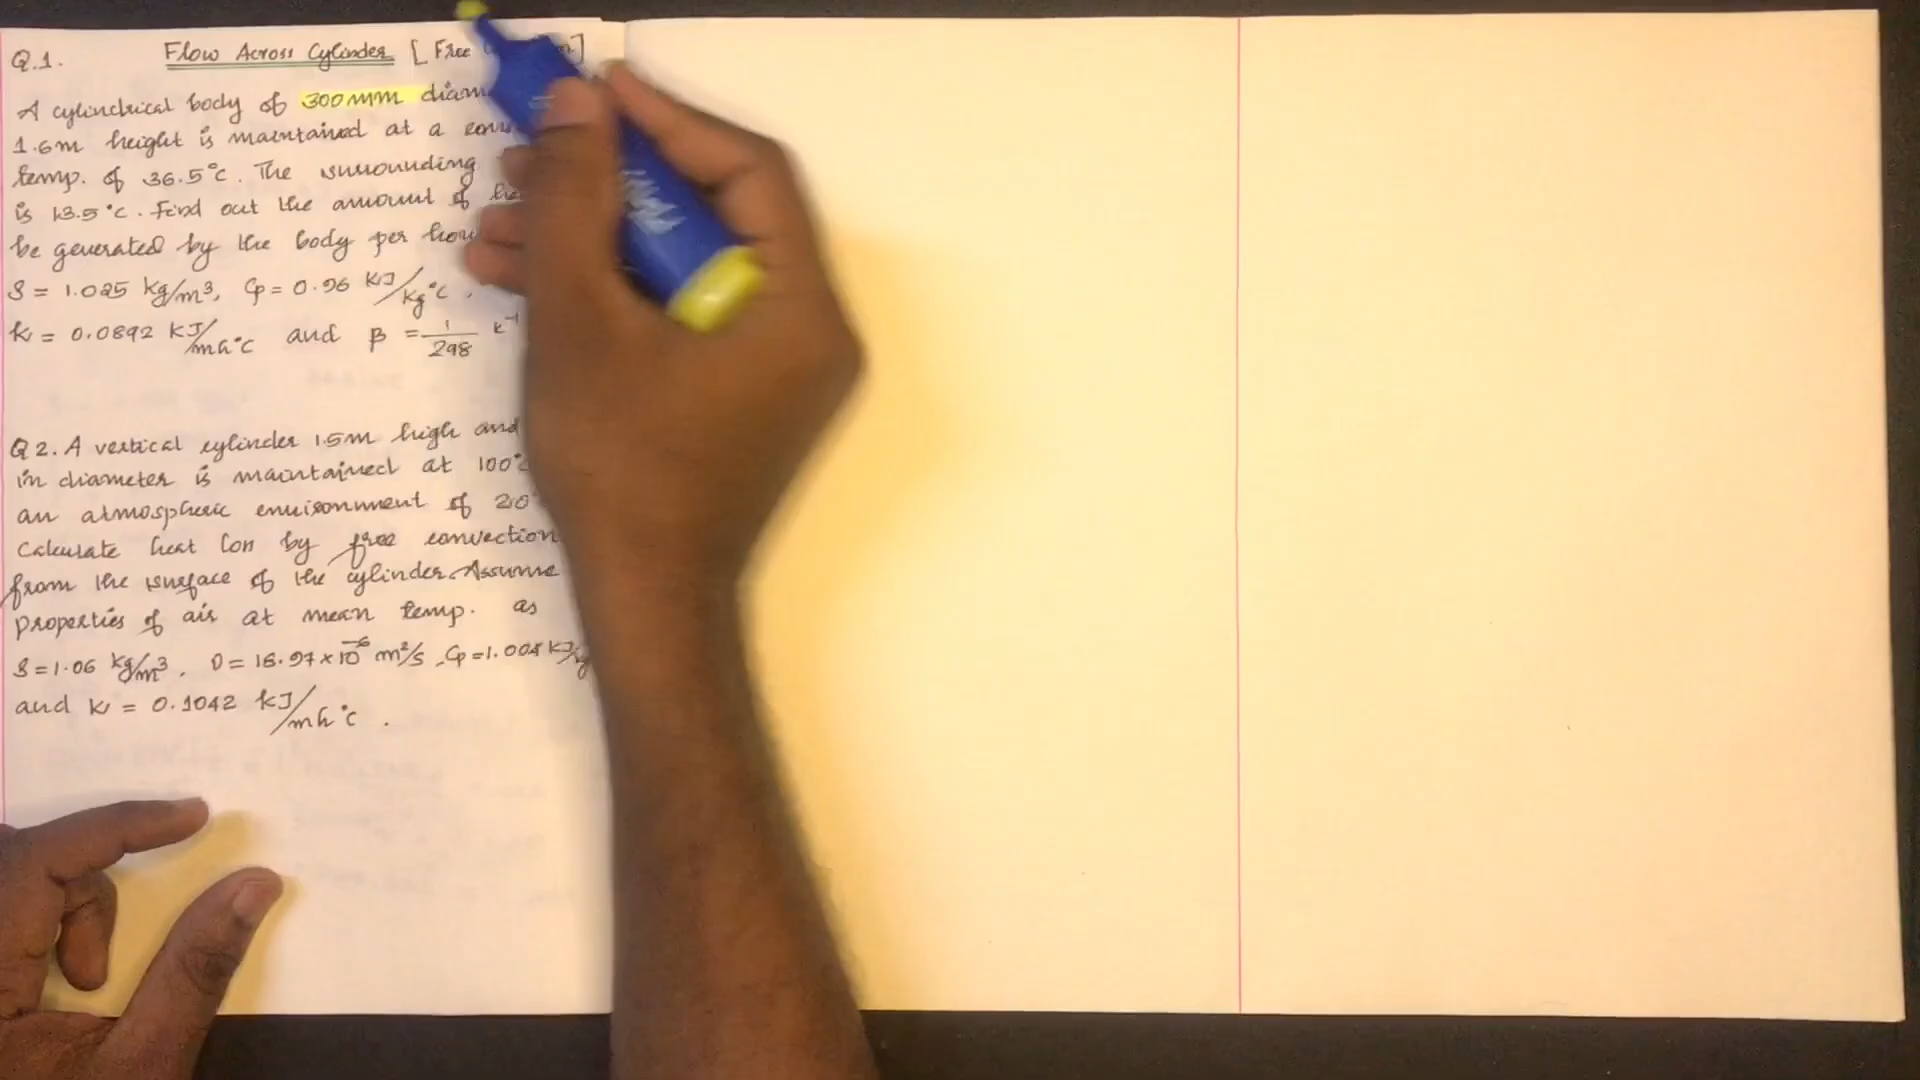 Q.1. Flow Across Cylinder [Free
A cylindrical body of 300mm
1.6m height is maintained at a
temp. of 36.5°C. The surrounding
is 13.5°C. Find out the amount of
be generated by the body per
ρ = 1.025 kg/m³, Cp = 0.96 kJ/kg°C.
k = 0.0892 kJ/mh°C and β = 1/298 K⁻¹
Q2. A vertical cylinder 1.5m high and
in diameter is maintained at 100°C
an atmospheric environment of 20°
Calculate heat loss by free convection
from the surface of the cylinder. Assume
properties of air at mean temp. as
ρ = 1.06 kg/m³, υ = 18.97 × 10⁻⁶ m²/s, Cp = 1.004 kJ/kg
and k = 0.1042 kJ/mh°C.